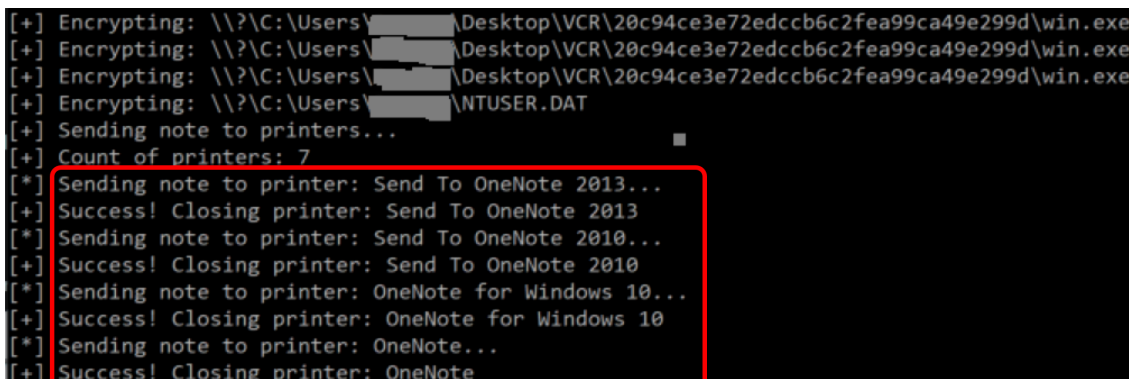 [+] Encrypting: \\?\C:\Users\ \Desktop\VCR\20c94ce3e72edccb6c2fea99ca49e299d\win.exe
[+] Encrypting: \\?\C:\Users\ \Desktop\VCR\20c94ce3e72edccb6c2fea99ca49e299d\win.exe
[+] Encrypting: \\?\C:\Users\ \Desktop\VCR\20c94ce3e72edccb6c2fea99ca49e299d\win.exe
[+] Encrypting: \\?\C:\Users\ \NTUSER.DAT
[+] Sending note to printers...
[+] Count of printers: 7
[*] Sending note to printer: Send To OneNote 2013...
[+] Success! Closing printer: Send To OneNote 2013
[*] Sending note to printer: Send To OneNote 2010...
[+] Success! Closing printer: Send To OneNote 2010
[*] Sending note to printer: OneNote for Windows 10...
[+] Success! Closing printer: OneNote for Windows 10
[*] Sending note to printer: OneNote...
[+] Success! Closing printer: OneNote